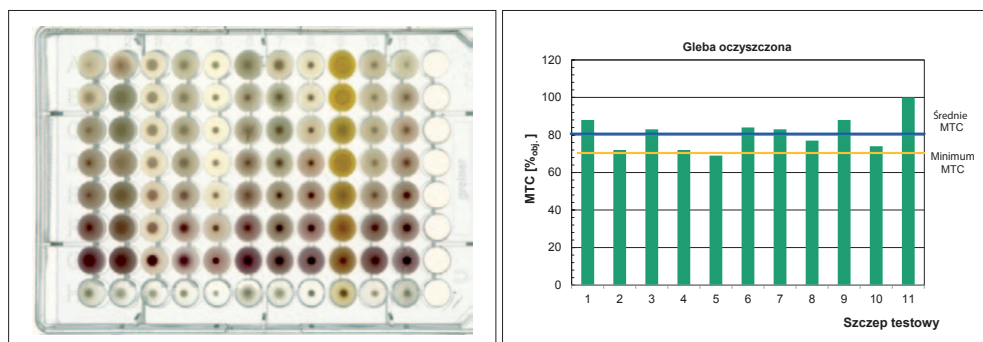 Gleba oczyszczona
MTC [%obj.]
120
100
80
60
40
20
0
Średnie
MTC
Minimum
MTC
1 2 3 4 5 6 7 8 9 10 11
Szczep testowy